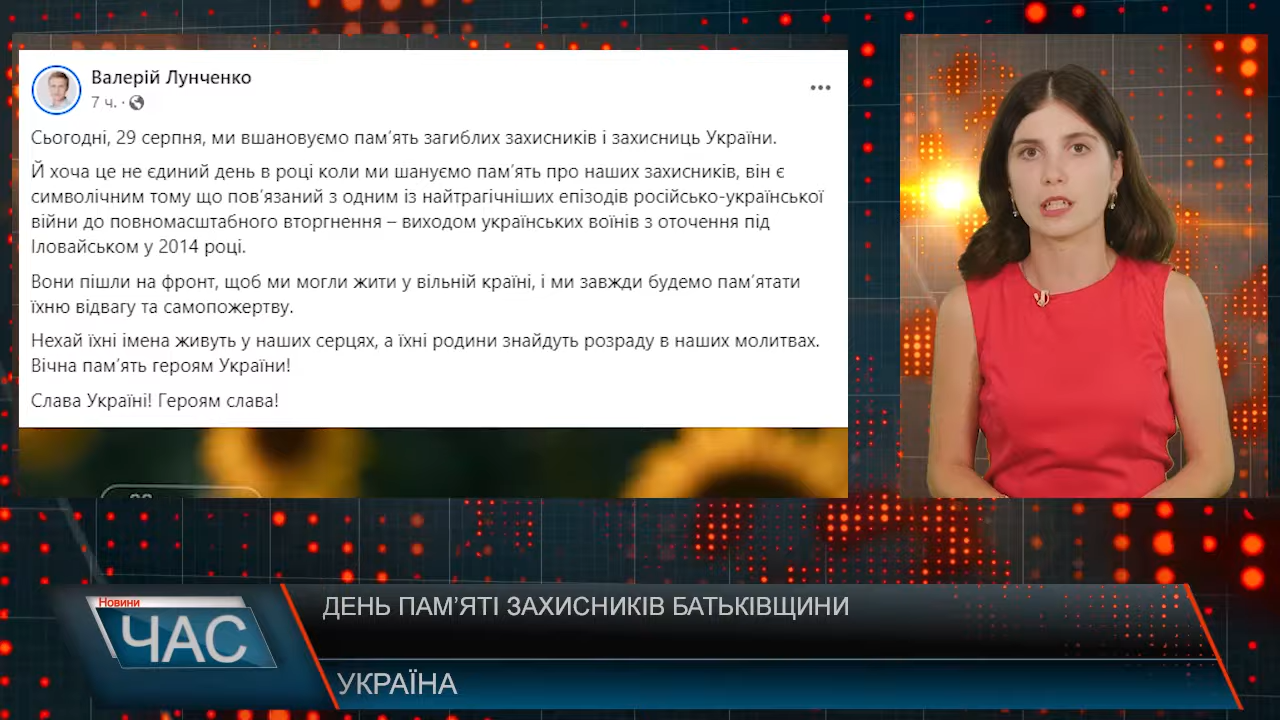 Валерій Лунченко
7 ч. ·
Сьогодні, 29 серпня, ми вшановуємо пам’ять загиблих захисників і захисниць України.
Й хоча це не єдиний день в році коли ми шануємо пам’ять про наших захисників, він є
символічним тому що пов’язаний з одним із найтрагічніших епізодів російсько-української
війни до повномасштабного вторгнення – виходом українських воїнів з оточення під
Іловайськом у 2014 році.
Вони пішли на фронт, щоб ми могли жити у вільній країні, і ми завжди будемо пам’ятати
їхню відвагу та самопожертву.
Нехай їхні імена живуть у наших серцях, а їхні родини знайдуть розраду в наших молитвах.
Вічна пам’ять героям України!
Слава Україні! Героям слава!
Новини
ЧАС
ДЕНЬ ПАМ’ЯТІ ЗАХИСНИКІВ БАТЬКІВЩИНИ
УКРАЇНА